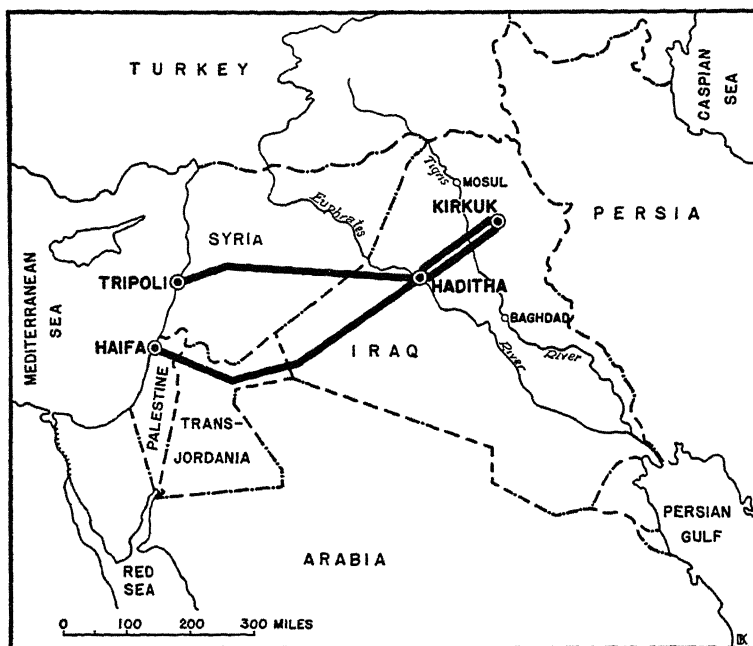 TURKEY
CASPIAN
SEA
Tigris
MOSUL
KIRKUK
PERSIA
Euphrates
SYRIA
MEDITERRANEAN
SEA
TRIPOLI
HADITHA
BAGHDAD
HAIFA
IRAQ
River
River
PALESTINE
TRANS-
JORDANIA
PERSIAN
GULF
ARABIA
RED
SEA
0 100 200 300 MILES